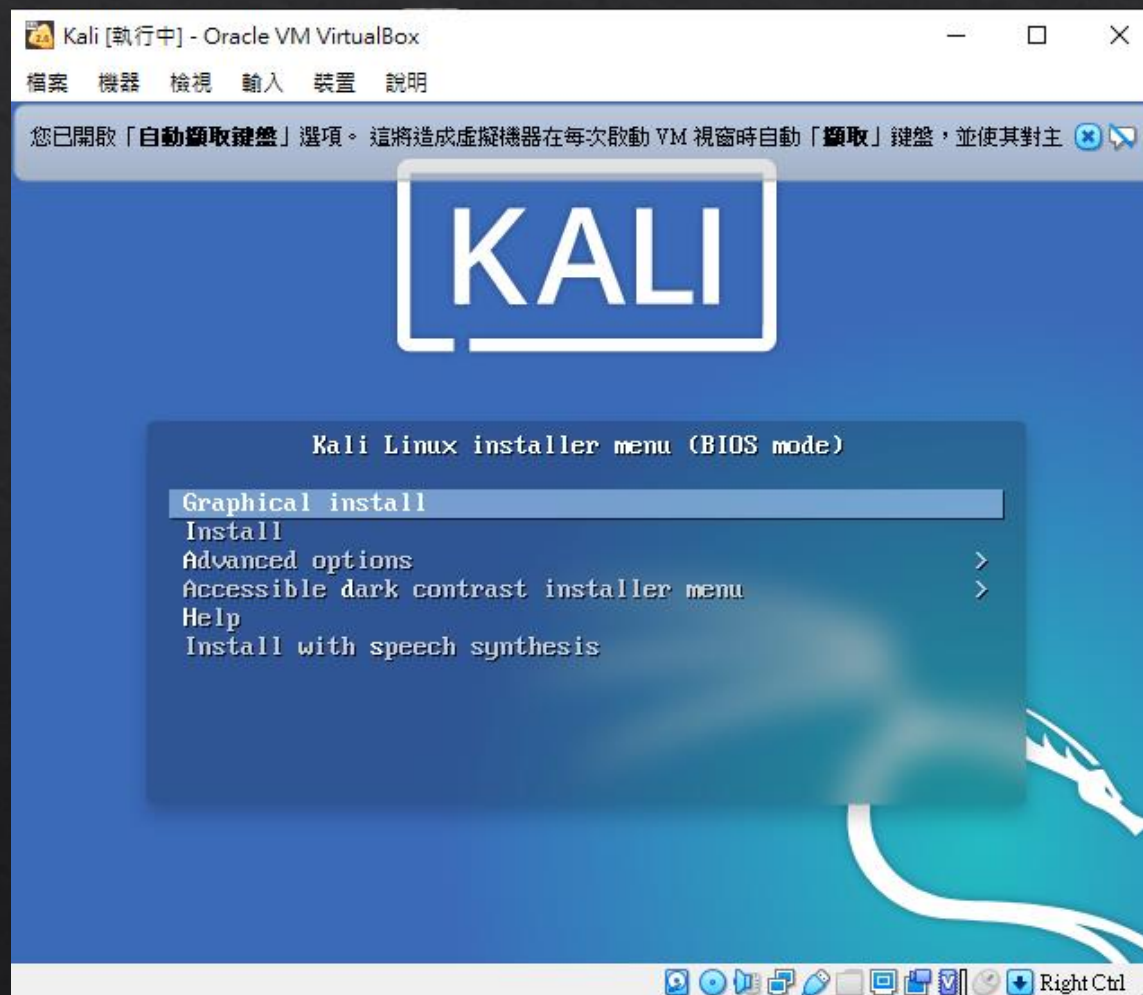 Kali [執行中] - Oracle VM VirtualBox
檔案 機器 檢視 輸入 裝置 說明
您已開啟「自動擷取鍵盤」選項。 這將造成虛擬機器在每次啟動 VM 視窗時自動「擷取」鍵盤，並使其對主
KALI
Kali Linux installer menu (BIOS mode)
Graphical install
Install
Advanced options >
Accessible dark contrast installer menu >
Help
Install with speech synthesis
Right Ctrl